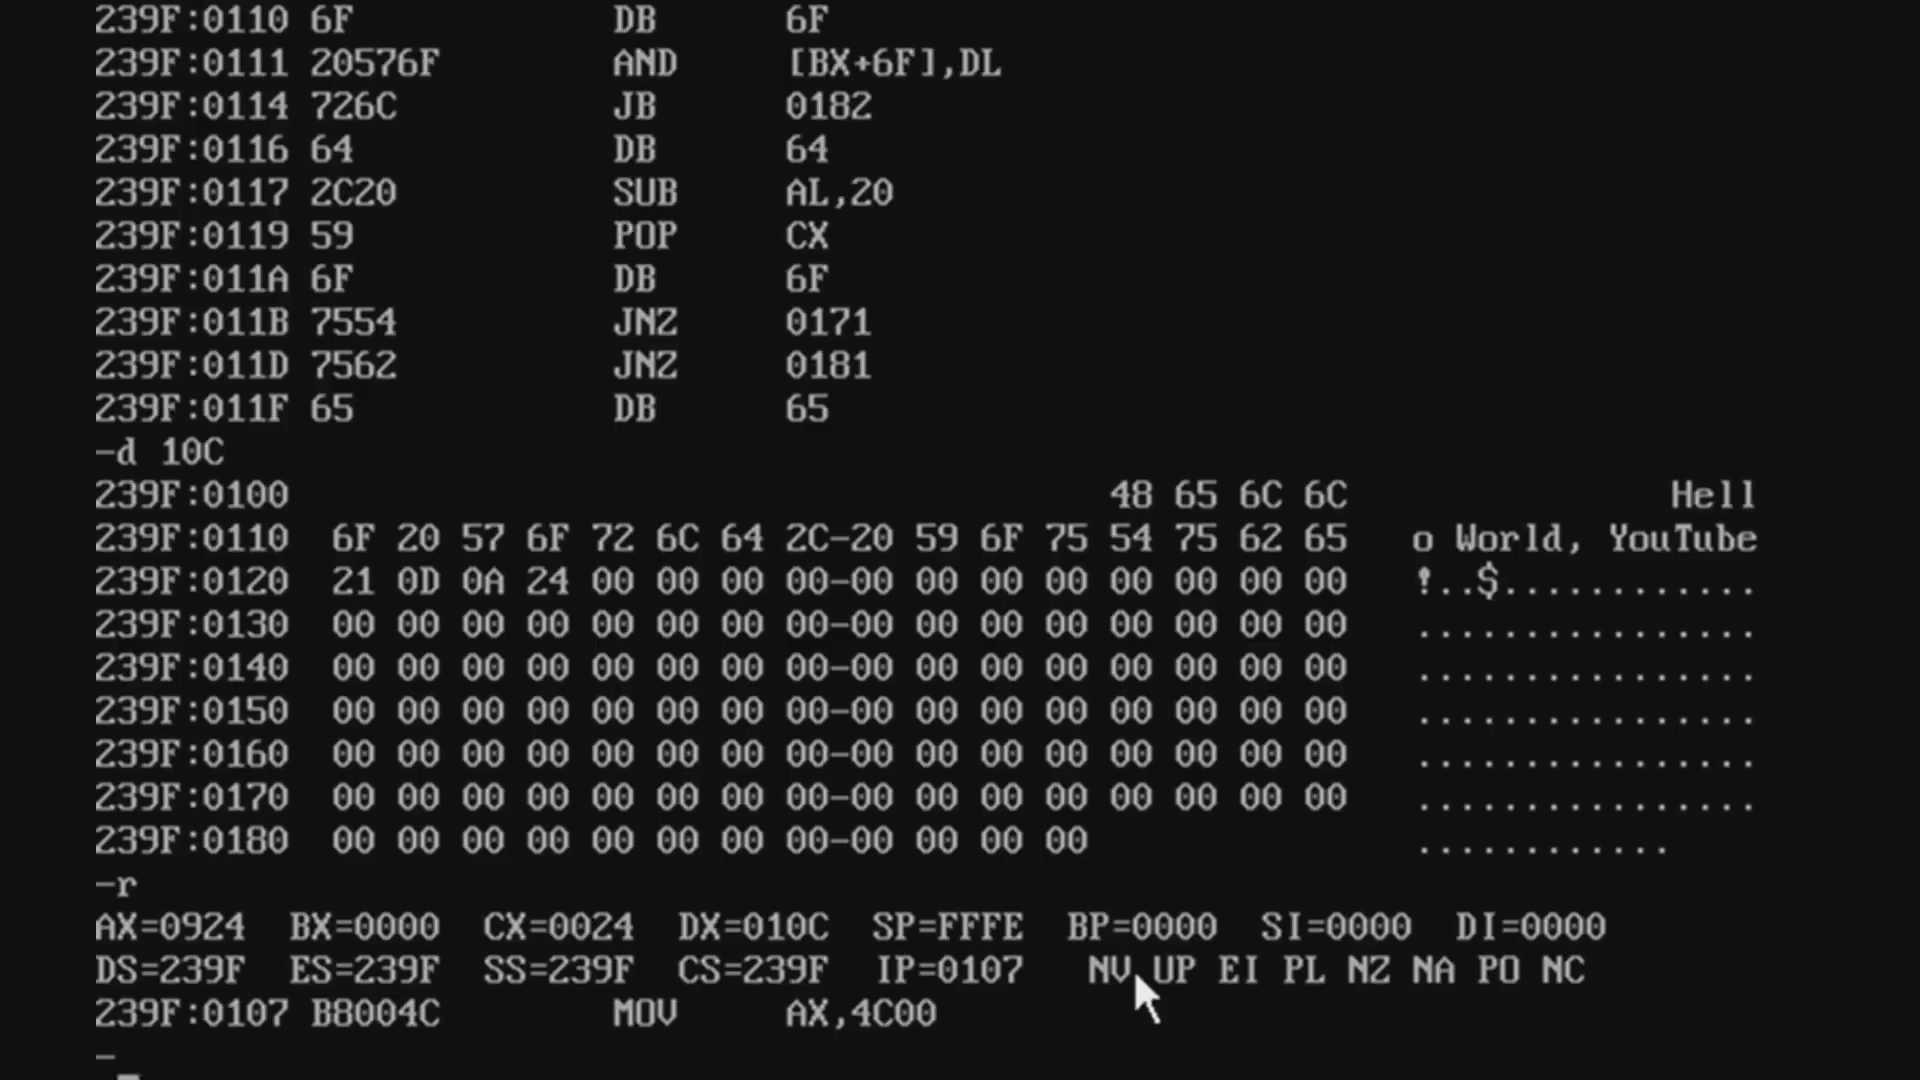 239F:0110 6F DB 6F
239F:0111 20576F AND [BX+6F],DL
239F:0114 726C JB 0182
239F:0116 64 DB 64
239F:0117 2C20 SUB AL,20
239F:0119 59 POP CX
239F:011A 6F DB 6F
239F:011B 7554 JNZ 0171
239F:011D 7562 JNZ 0181
239F:011F 65 DB 65
-d 10C
239F:0100 48 65 6C 6C Hell
239F:0110 6F 20 57 6F 72 6C 64 2C-20 59 6F 75 54 75 62 65 o World, YouTube
239F:0120 21 0D 0A 24 00 00 00 00-00 00 00 00 00 00 00 00 !..$............
239F:0130 00 00 00 00 00 00 00 00-00 00 00 00 00 00 00 00 ................
239F:0140 00 00 00 00 00 00 00 00-00 00 00 00 00 00 00 00 ................
239F:0150 00 00 00 00 00 00 00 00-00 00 00 00 00 00 00 00 ................
239F:0160 00 00 00 00 00 00 00 00-00 00 00 00 00 00 00 00 ................
239F:0170 00 00 00 00 00 00 00 00-00 00 00 00 00 00 00 00 ................
239F:0180 00 00 00 00 00 00 00 00-00 00 00 00 ............
-r
AX=0924 BX=0000 CX=0024 DX=010C SP=FFFE BP=0000 SI=0000 DI=0000
DS=239F ES=239F SS=239F CS=239F IP=0107 NV UP EI PL NZ NA PO NC
239F:0107 B8004C MOV AX,4C00
-